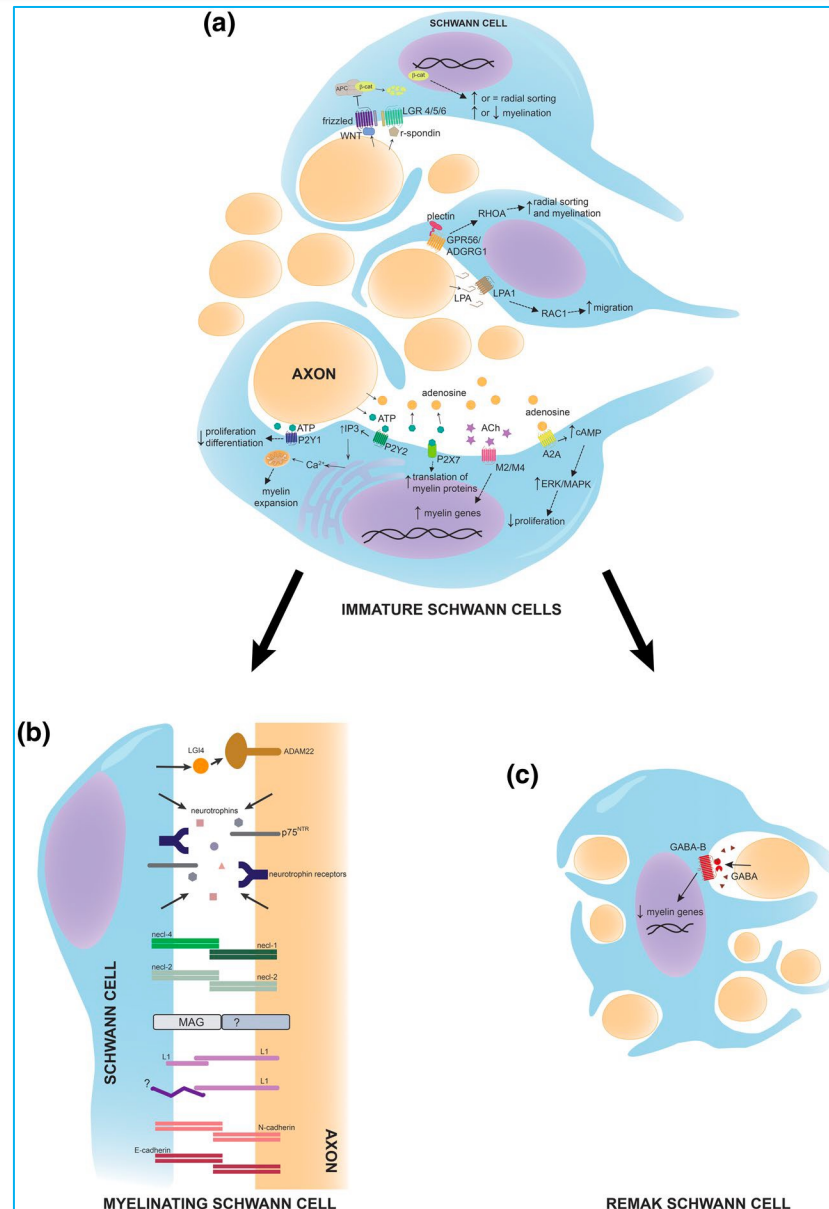 (a)
SCHWANN CELL
β-cat
APC
β-cat
↑ or = radial sorting
↑ or ↓ myelination
frizzled
LGR 4/5/6
WNT
r-spondin
plectin
RHOA
↑ radial sorting
and myelination
GPR56/
ADGRG1
LPA
LPA1
RAC1
↑ migration
AXON
adenosine
ATP
adenosine
↓ proliferation
differentiation
ATP
P2Y1
↑IP3
P2Y2
ACh
↑ cAMP
A2A
P2X7
M2/M4
Ca²⁺
↑ translation of
myelin proteins
↑ERK/MAPK
myelin
expansion
↑ myelin genes
↓proliferation
IMMATURE SCHWANN CELLS
(b)
LGI4
ADAM22
neurotrophins
p75ᴺᵀᴿ
neurotrophin receptors
necl-4
necl-1
necl-2
necl-2
SCHWANN CELL
MAG
?
L1
L1
?
L1
N-cadherin
E-cadherin
AXON
MYELINATING SCHWANN CELL
(c)
GABA-B
GABA
↓ myelin genes
REMAK SCHWANN CELL